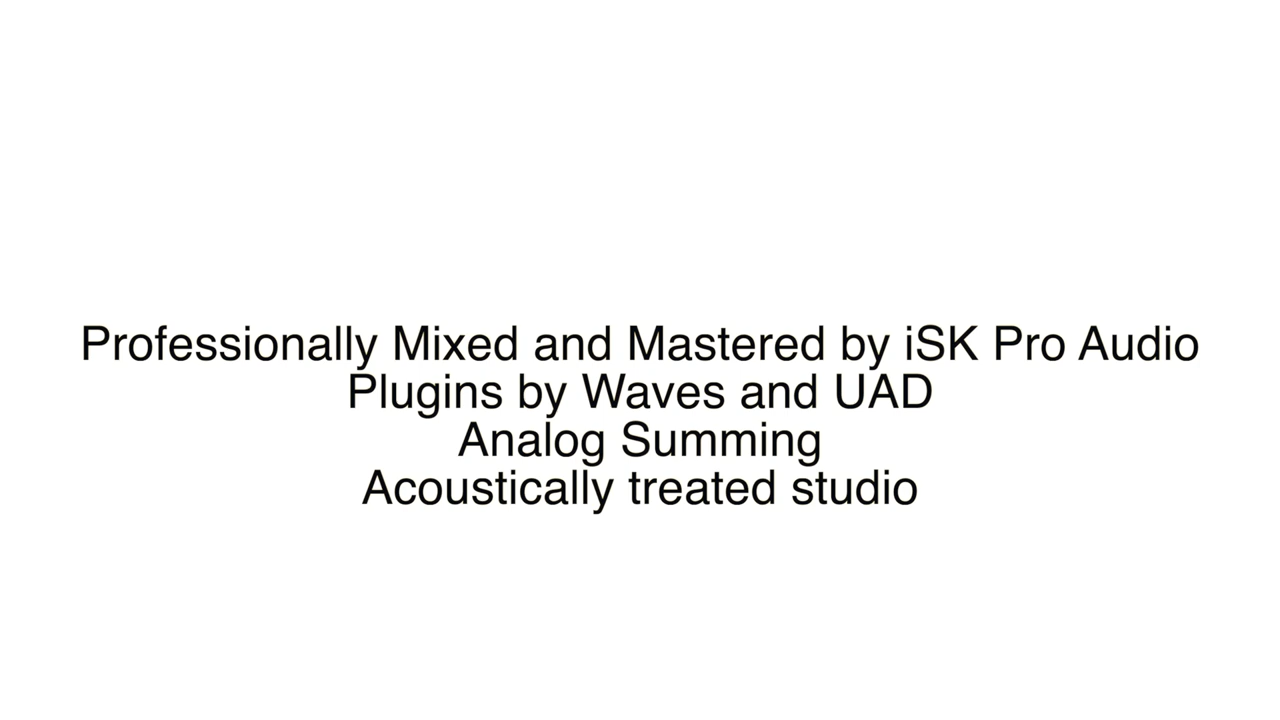 Professionally Mixed and Mastered by iSK Pro Audio
Plugins by Waves and UAD
Analog Summing
Acoustically treated studio